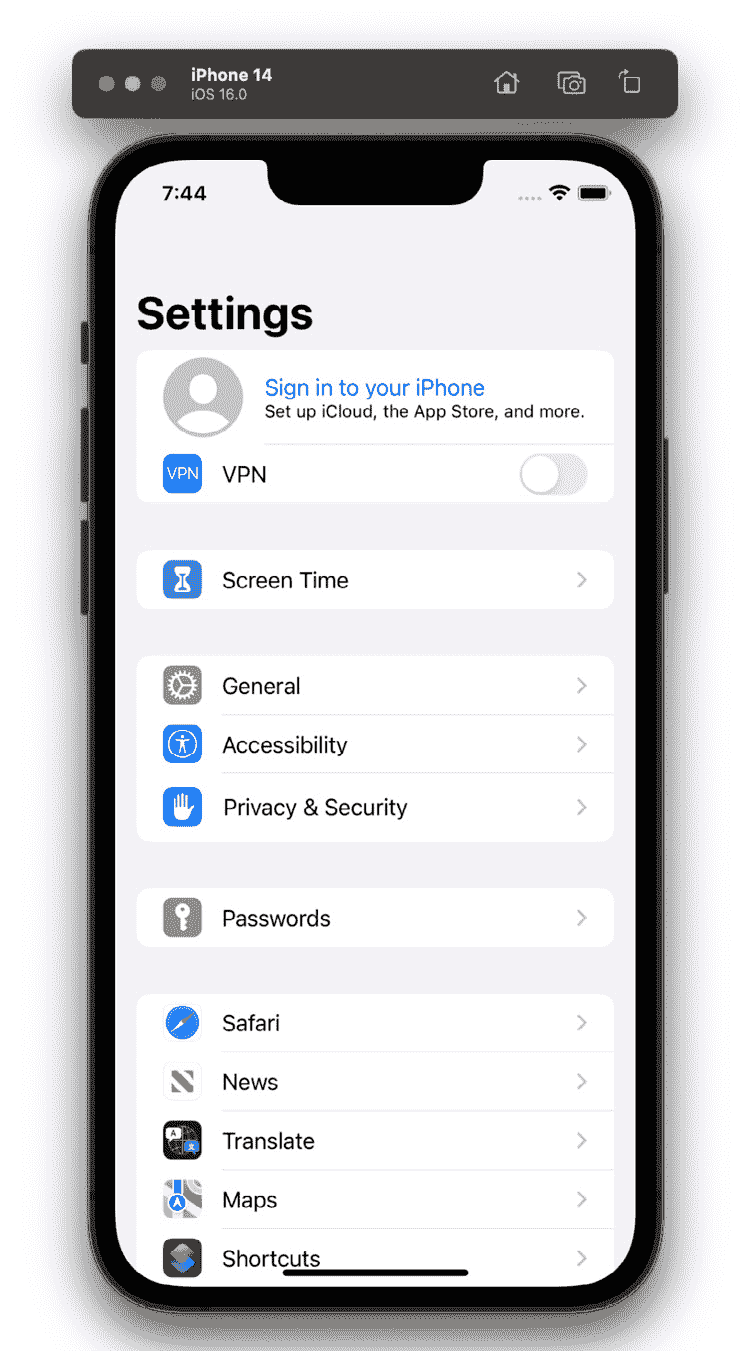 iPhone 14
iOS 16.0
7:44
Settings
Sign in to your iPhone
Set up iCloud, the App Store, and more.
VPN VPN
Screen Time
General
Accessibility
Privacy & Security
Passwords
Safari
News
A Translate
Maps
Shortcuts